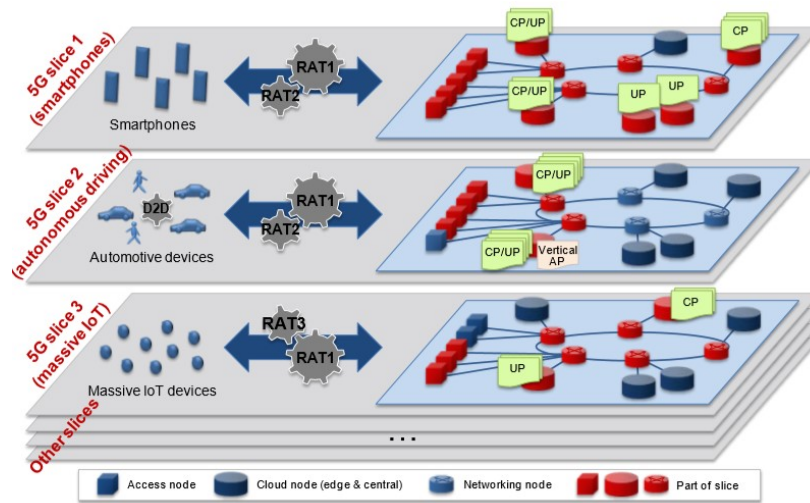 5G slice 1
(smartphones)
Smartphones
RAT1
RAT2
CP/UP
CP
CP/UP
UP
UP
5G slice 2
(autonomous driving)
D2D
Automotive devices
RAT1
RAT2
CP/UP
CP/UP
Vertical
AP
5G slice 3
(massive IoT)
Massive IoT devices
RAT3
RAT1
CP
UP
Other slices
...
Access node
Cloud node (edge & central)
Networking node
Part of slice